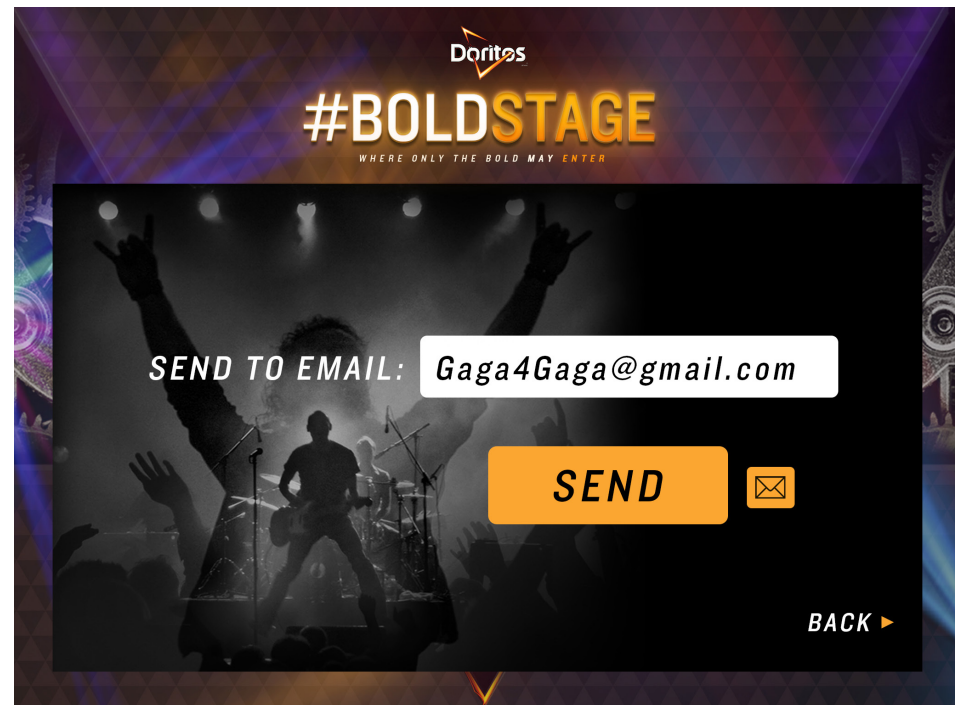 Doritos
#BOLDSTAGE
WHERE ONLY THE BOLD MAY ENTER
SEND TO EMAIL: Gaga4Gaga@gmail.com
SEND
BACK